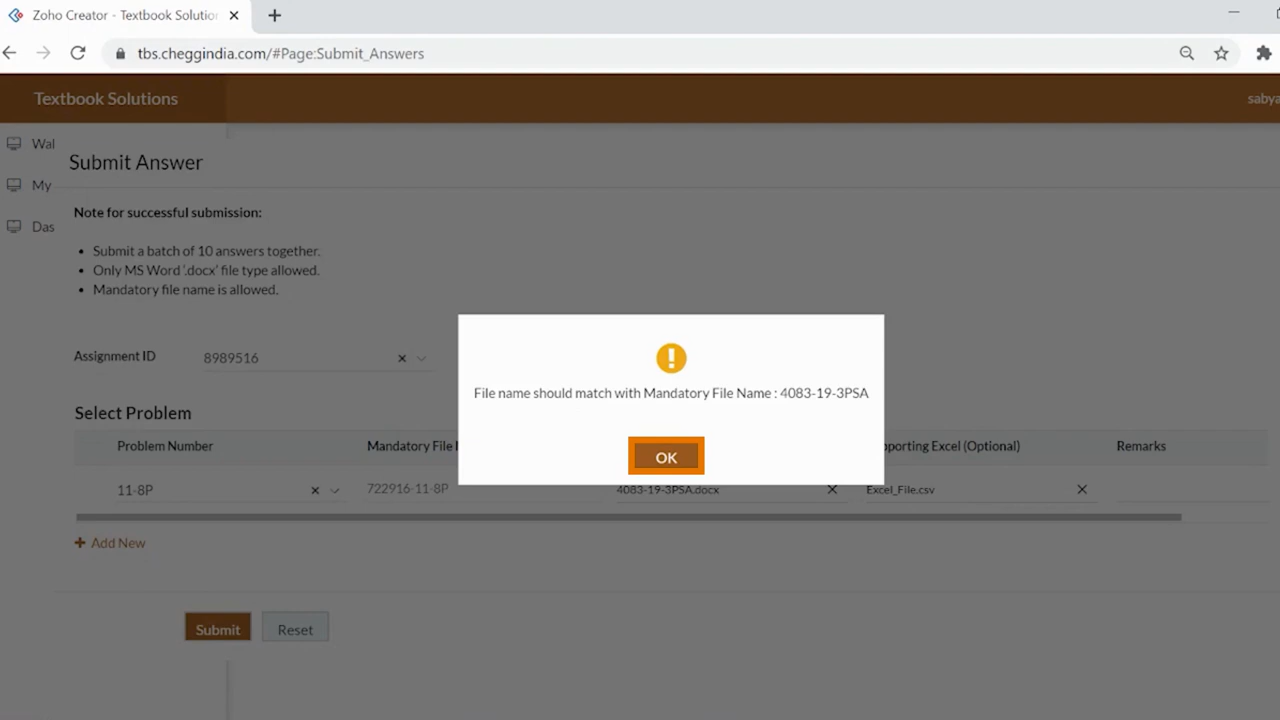 Zoho Creator - Textbook Solution
tbs.cheggindia.com/#Page:Submit_Answers
Textbook Solutions
sabya
Wal
Submit Answer
My
Note for successful submission:
Das
• Submit a batch of 10 answers together.
• Only MS Word '.docx' file type allowed.
• Mandatory file name is allowed.
Assignment ID 8989516
File name should match with Mandatory File Name : 4083-19-3PSA
OK
Select Problem
Problem Number Mandatory File pporting Excel (Optional) Remarks
11-8P 722916-11-8P 4083-19-3PSA.docx Excel_File.csv
+ Add New
Submit Reset